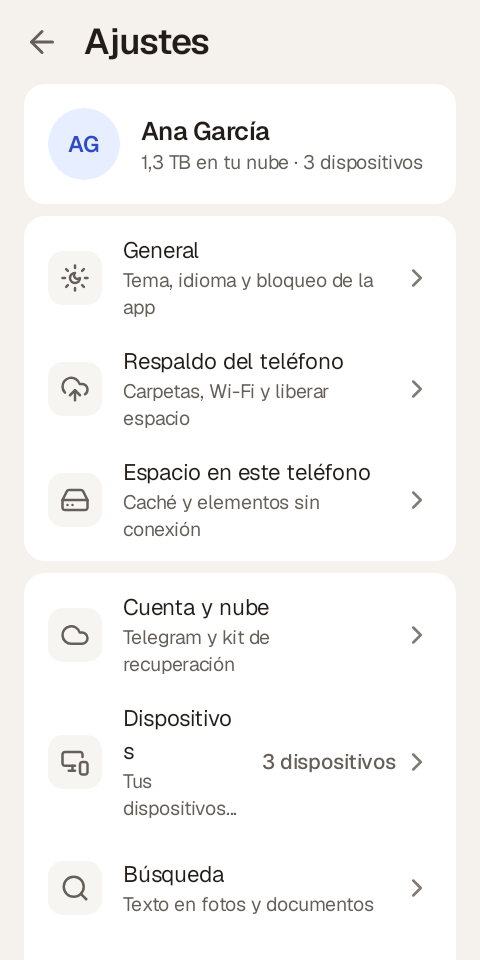 Ajustes
AG
Ana García
1,3 TB en tu nube · 3 dispositivos
General
Tema, idioma y bloqueo de la
app
Respaldo del teléfono
Carpetas, Wi-Fi y liberar
espacio
Espacio en este teléfono
Caché y elementos sin
conexión
Cuenta y nube
Telegram y kit de
recuperación
Dispositivo
s
Tus
dispositivos...
3 dispositivos
Búsqueda
Texto en fotos y documentos